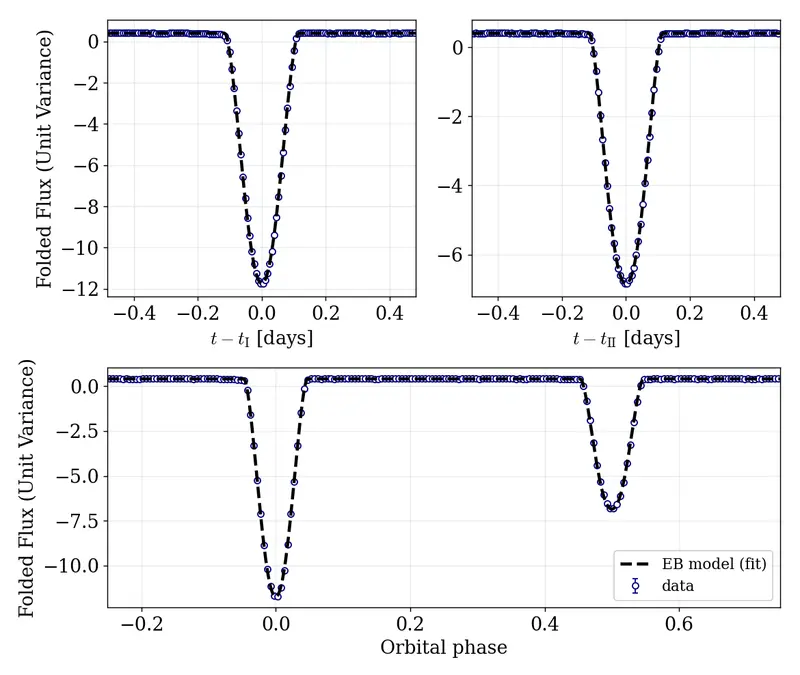 Folded Flux (Unit Variance)
0
−2
−4
−6
−8
−10
−12
−0.4 −0.2 0.0 0.2 0.4
t − tI [days]
0
−2
−4
−6
−0.4 −0.2 0.0 0.2 0.4
t − tII [days]
Folded Flux (Unit Variance)
0.0
−2.5
−5.0
−7.5
−10.0
−0.2 0.0 0.2 0.4 0.6
Orbital phase
EB model (fit)
data